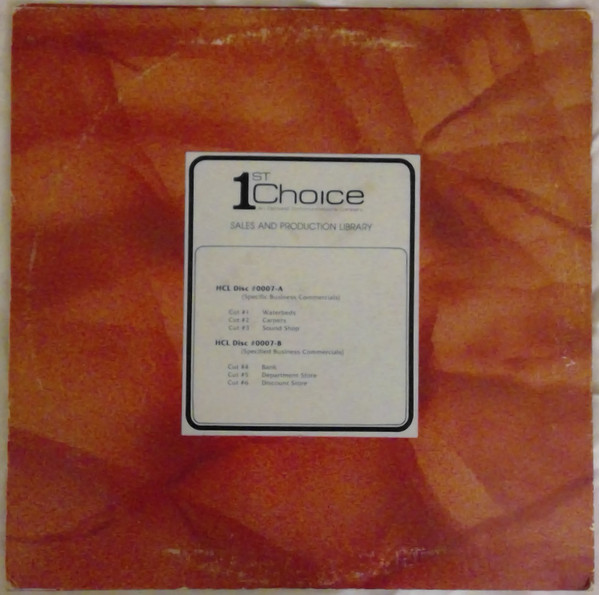 1ST Choice
SALES AND PRODUCTION LIBRARY
HCL Disc #0007-A
(Specific Business Commercials)
Cut #1 Waterbeds
Cut #2 Carpets
Cut #3 Sound Shop
HCL Disc #0007-B
(Specified Business Commercials)
Cut #4 Bank
Cut #5 Department Store
Cut #6 Discount Store